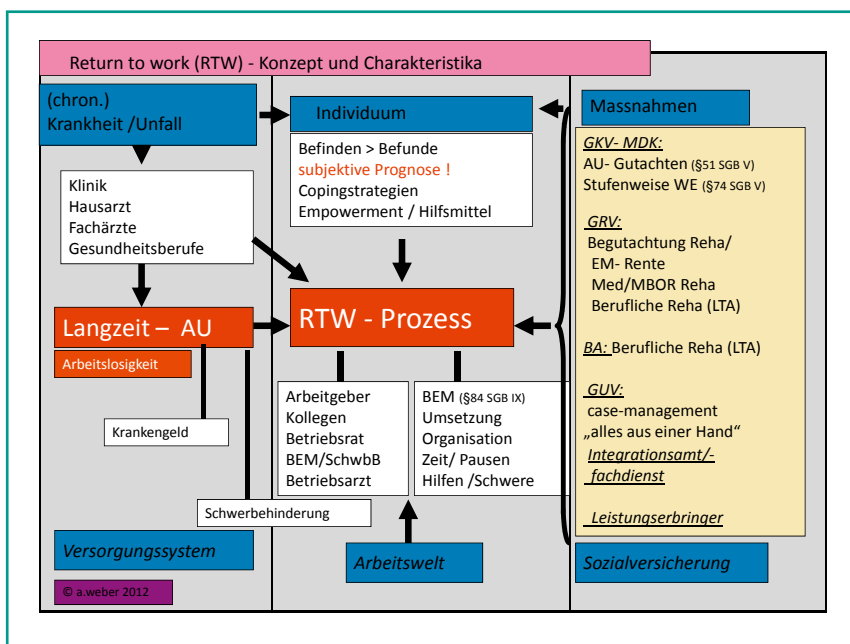 Return to work (RTW) - Konzept und Charakteristika
(chron.)
Krankheit /Unfall
Klinik
Hausarzt
Fachärzte
Gesundheitsberufe
Langzeit – AU
Arbeitslosigkeit
Krankengeld
Schwerbehinderung
Versorgungssystem
© a.weber 2012
Individuum
Befinden > Befunde
subjektive Prognose !
Copingstrategien
Empowerment / Hilfsmittel
RTW - Prozess
Arbeitgeber
Kollegen
Betriebsrat
BEM/SchwbB
Betriebsarzt
BEM (§84 SGB IX)
Umsetzung
Organisation
Zeit/ Pausen
Hilfen /Schwere
Arbeitswelt
Massnahmen
GKV- MDK:
AU- Gutachten (§51 SGB V)
Stufenweise WE (§74 SGB V)
GRV:
Begutachtung Reha/
EM- Rente
Med/MBOR Reha
Berufliche Reha (LTA)
BA: Berufliche Reha (LTA)
GUV:
case-management
„alles aus einer Hand“
Integrationsamt/-
fachdienst
Leistungserbringer
Sozialversicherung